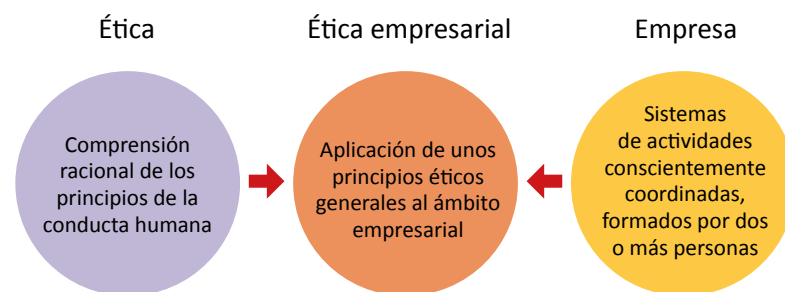 Ética
Ética empresarial
Empresa
Comprensión
racional de los
principios de la
conducta humana
Aplicación de unos
principios éticos
generales al ámbito
empresarial
Sistemas
de actividades
conscientemente
coordinadas,
formados por dos
o más personas